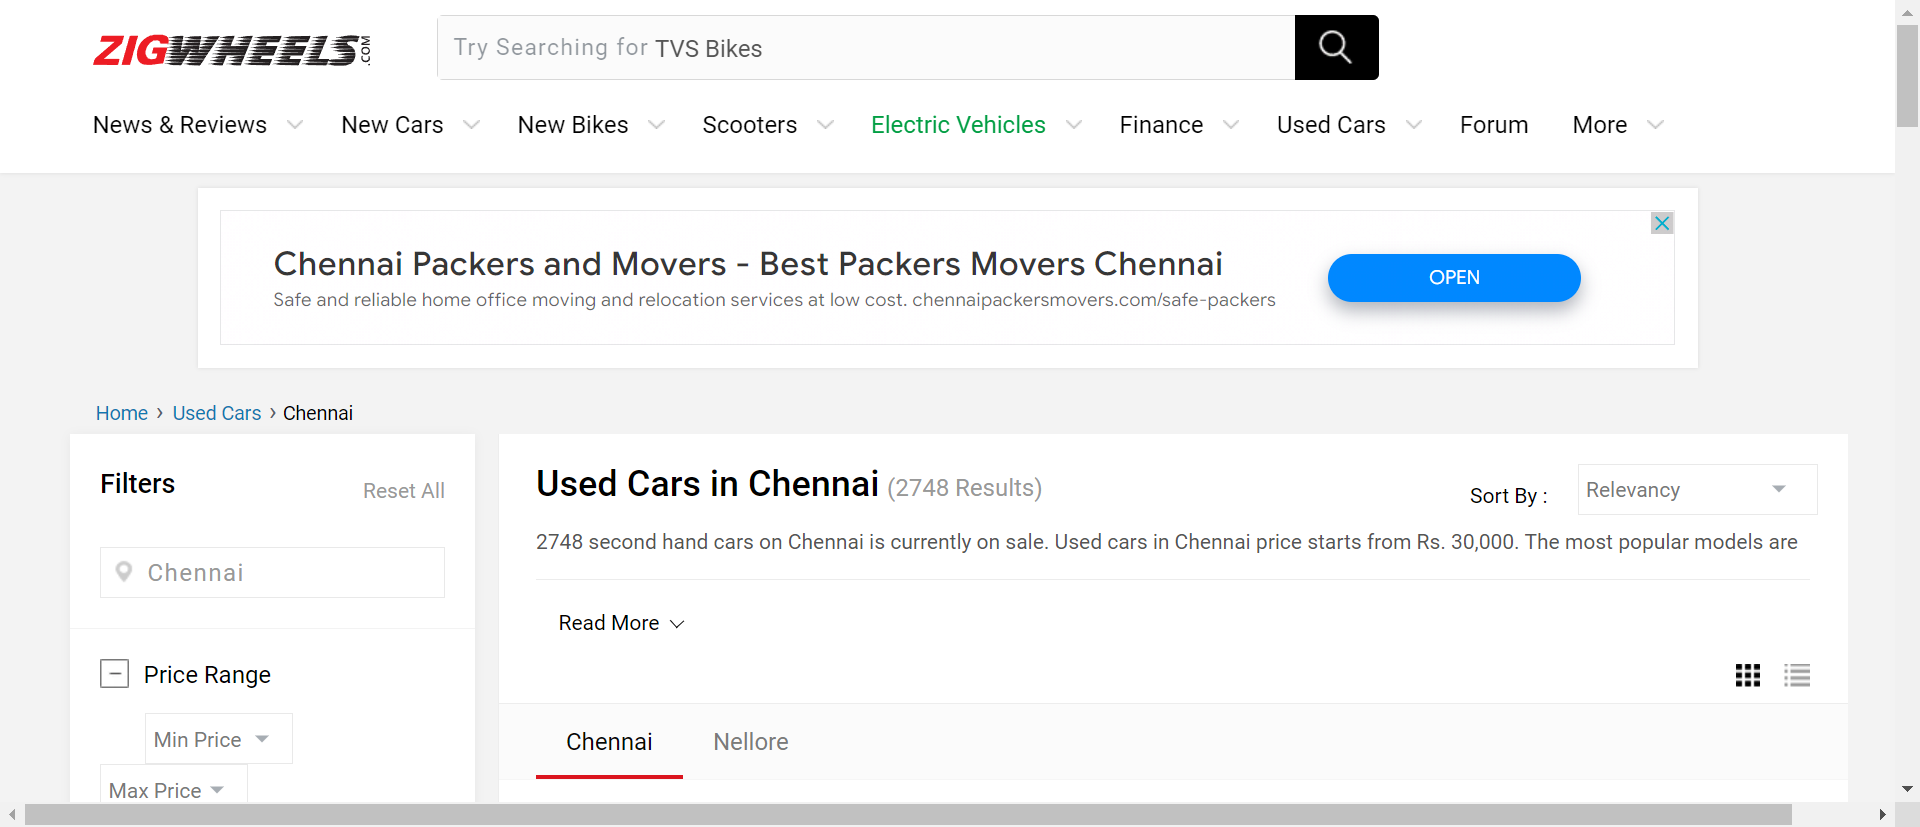 ZIGWHEELS.COM
Try Searching for TVS Bikes
News & Reviews New Cars New Bikes Scooters Electric Vehicles Finance Used Cars Forum More
Chennai Packers and Movers - Best Packers Movers Chennai
Safe and reliable home office moving and relocation services at low cost. chennaipackersmovers.com/safe-packers
OPEN
Home › Used Cars › Chennai
Filters
Reset All
Chennai
Price Range
Min Price
Max Price
Used Cars in Chennai (2748 Results)
Sort By :
Relevancy
2748 second hand cars on Chennai is currently on sale. Used cars in Chennai price starts from Rs. 30,000. The most popular models are
Read More
Chennai Nellore